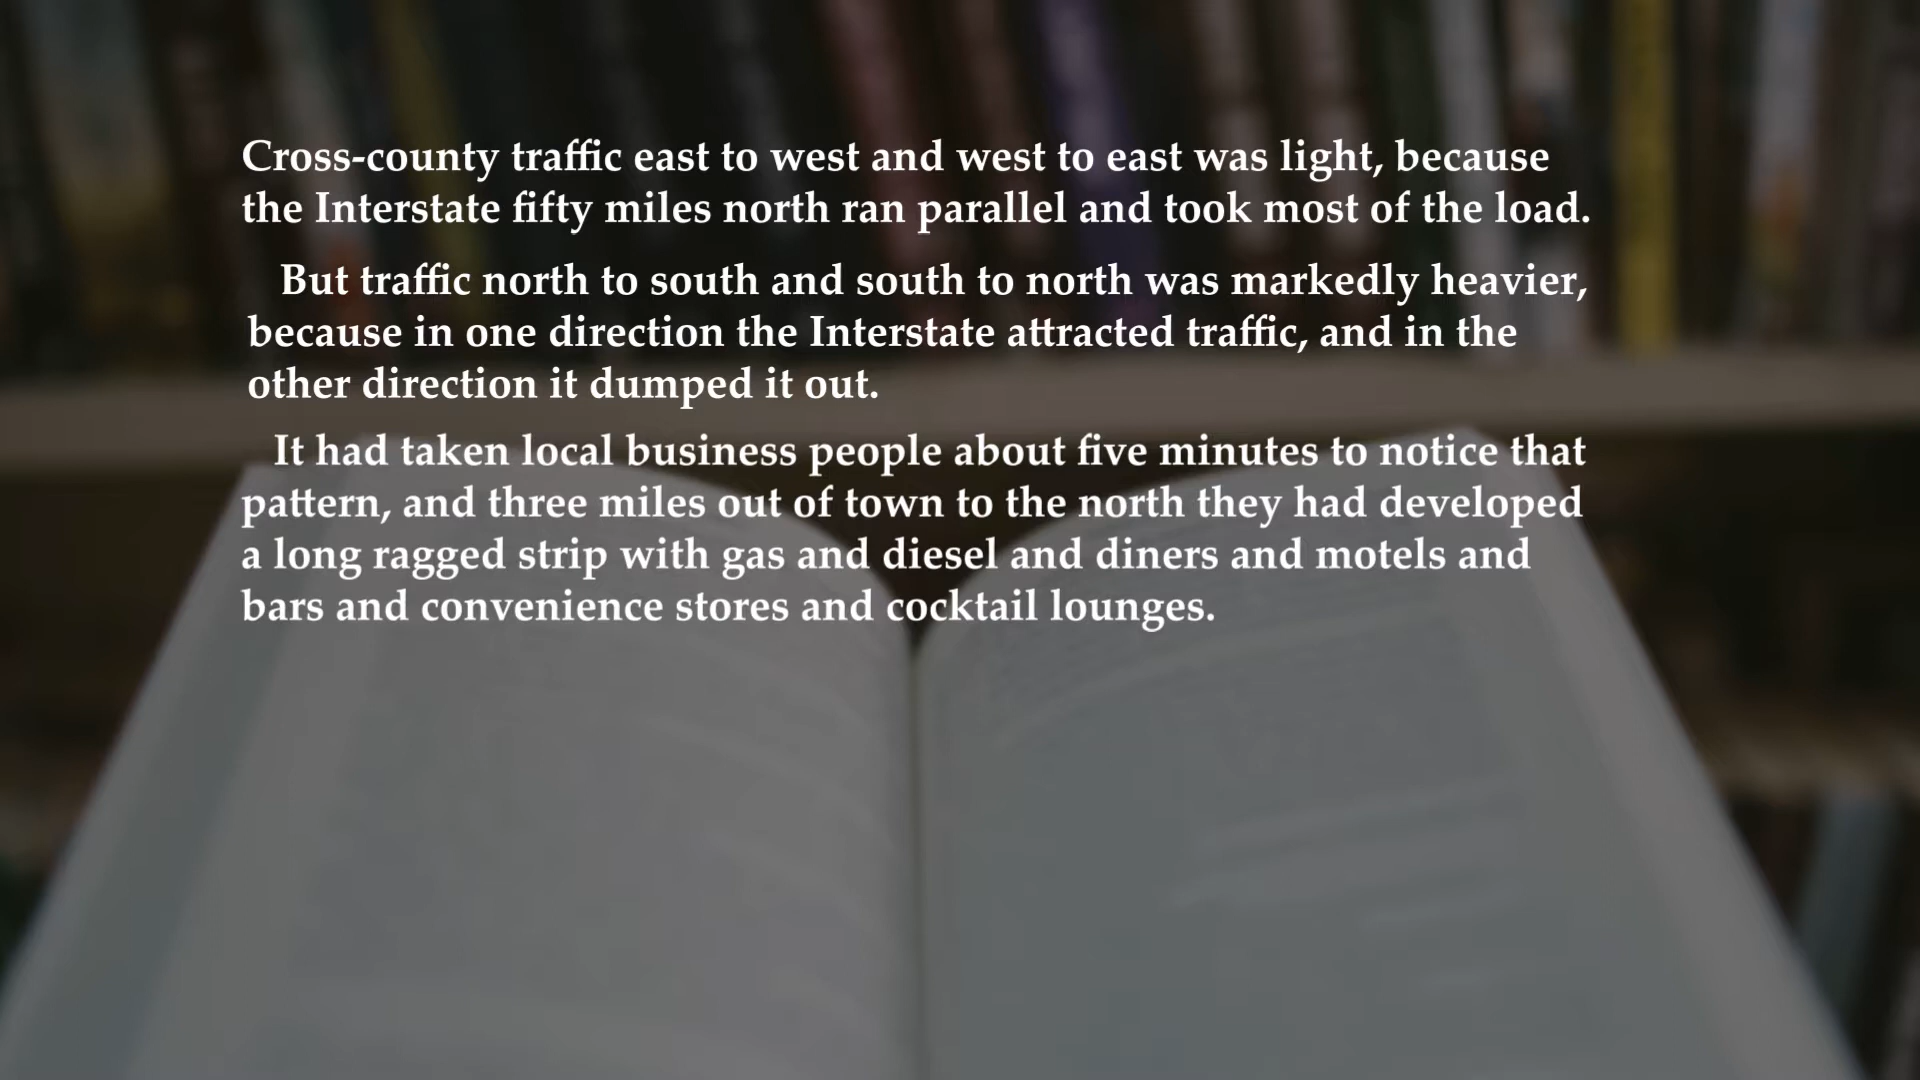 Cross-county traffic east to west and west to east was light, because
the Interstate fifty miles north ran parallel and took most of the load.
But traffic north to south and south to north was markedly heavier,
because in one direction the Interstate attracted traffic, and in the
other direction it dumped it out.
It had taken local business people about five minutes to notice that
pattern, and three miles out of town to the north they had developed
a long ragged strip with gas and diesel and diners and motels and
bars and convenience stores and cocktail lounges.